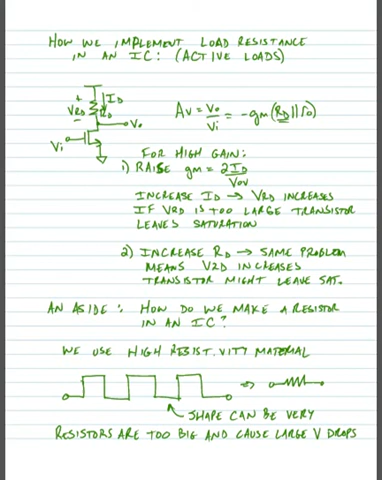 HOW WE IMPLEMENT LOAD RESISTANCE
IN AN IC: (ACTIVE LOADS)
+
ID
VRD
RD
-
Vo
Vi
Av = Vo/Vi = -gm(RD||ro)
FOR HIGH GAIN:
1) RAISE gm = 2ID/Vov
INCREASE ID → VRD INCREASES
IF VRD IS TOO LARGE TRANSISTOR
LEAVES SATURATION
2) INCREASE RD → SAME PROBLEM
MEANS VRD INCREASES
TRANSISTOR MIGHT LEAVE SAT.
AN ASIDE: HOW DO WE MAKE A RESISTOR
IN AN IC?
WE USE HIGH RESISTIVITY MATERIAL
SHAPE CAN BE VERY
RESISTORS ARE TOO BIG AND CAUSE LARGE V DROPS